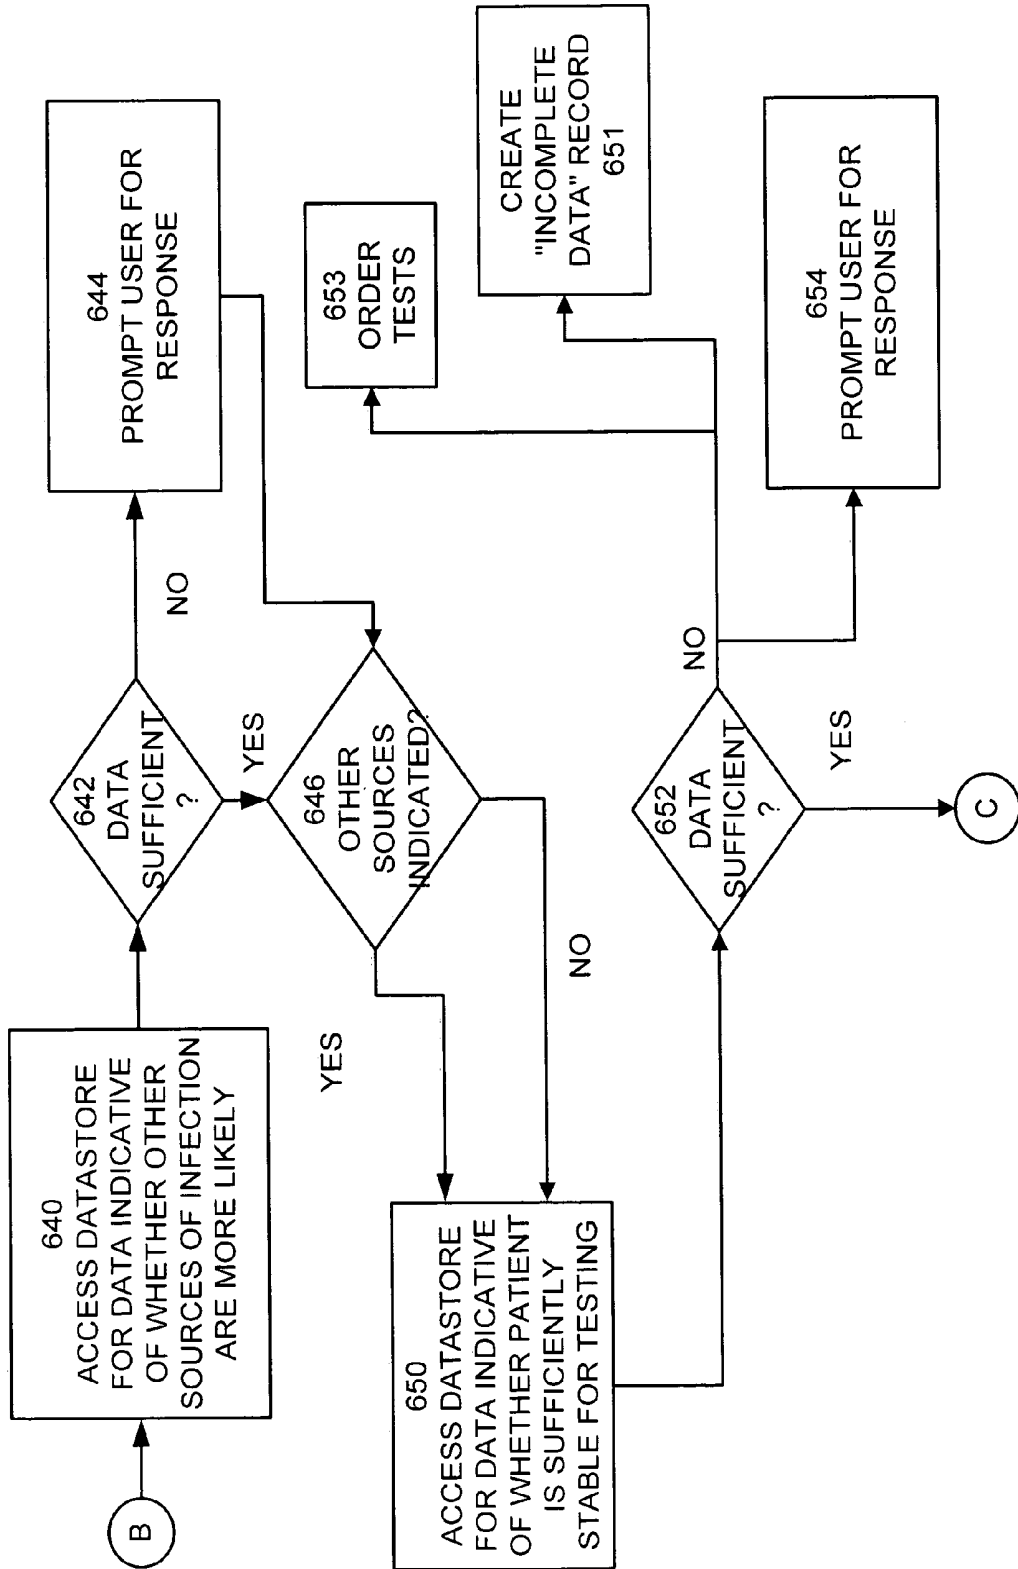 B
640
ACCESS DATASTORE
FOR DATA INDICATIVE
OF WHETHER OTHER
SOURCES OF INFECTION
ARE MORE LIKELY
642
DATA
SUFFICIENT
?
NO
644
PROMPT USER FOR
RESPONSE
YES
646
OTHER
SOURCES
INDICATED?
YES
NO
653
ORDER
TESTS
650
ACCESS DATASTORE
FOR DATA INDICATIVE
OF WHETHER PATIENT
IS SUFFICIENTLY
STABLE FOR TESTING
652
DATA
SUFFICIENT
?
NO
CREATE
"INCOMPLETE
DATA" RECORD
651
654
PROMPT USER FOR
RESPONSE
YES
C